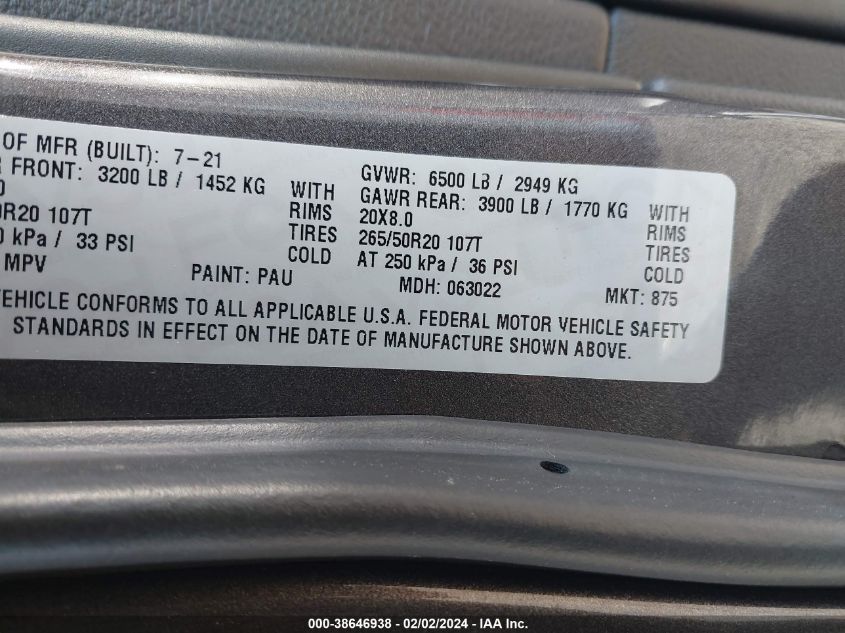 OF MFR (BUILT): 7-21
FRONT: 3200 LB / 1452 KG WITH
0 RIMS
0R20 107T TIRES
0 kPa / 33 PSI COLD
MPV PAINT: PAU
GVWR: 6500 LB / 2949 KG
GAWR REAR: 3900 LB / 1770 KG WITH
20X8.0 RIMS
265/50R20 107T TIRES
AT 250 kPa / 36 PSI COLD
MDH: 063022 MKT: 875
VEHICLE CONFORMS TO ALL APPLICABLE U.S.A. FEDERAL MOTOR VEHICLE SAFETY
STANDARDS IN EFFECT ON THE DATE OF MANUFACTURE SHOWN ABOVE.
000-38646938 - 02/02/2024 - IAA Inc.